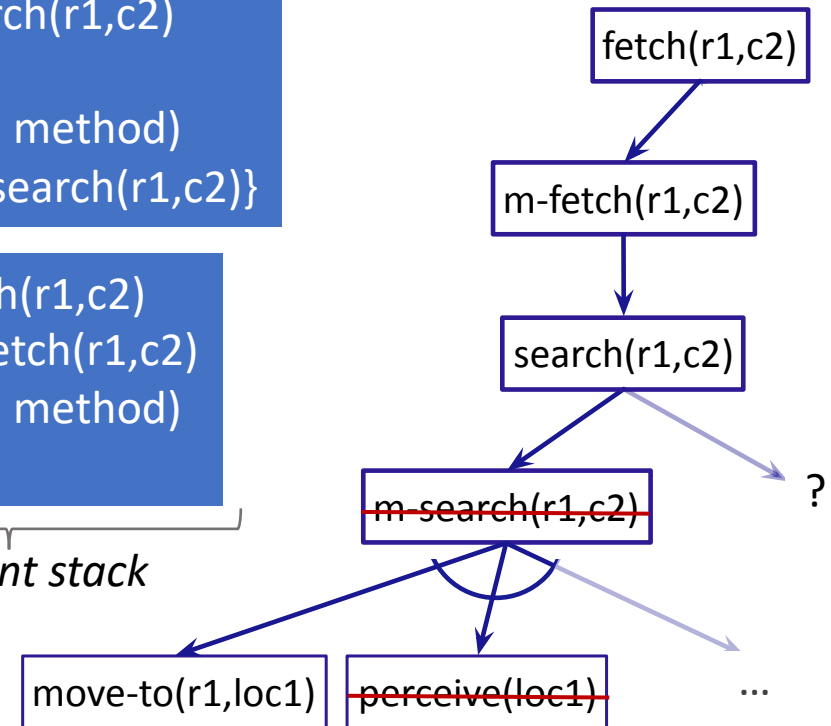 rch(r1,c2)
method)
search(r1,c2)}
h(r1,c2)
etch(r1,c2)
method)
nt stack
fetch(r1,c2)
m-fetch(r1,c2)
search(r1,c2)
?
m-search(r1,c2)
move-to(r1,loc1)
perceive(loc1)
...